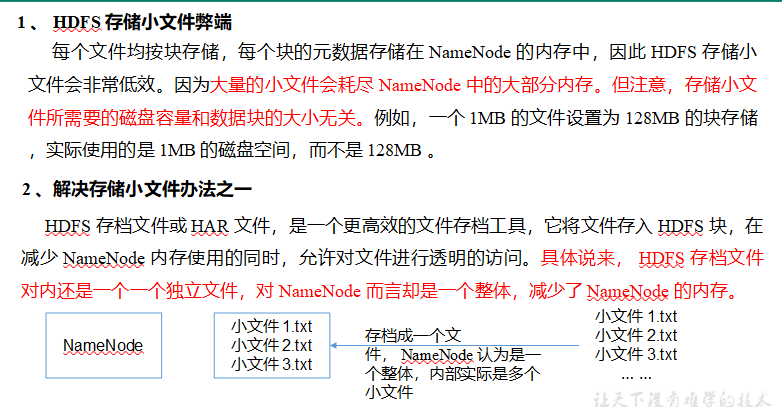 1 、 HDFS 存储小文件弊端
每个文件均按块存储，每个块的元数据存储在 NameNode 的内存中，因此 HDFS 存储小
文件会非常低效。因为大量的小文件会耗尽 NameNode 中的大部分内存。但注意，存储小文
件所需要的磁盘容量和数据块的大小无关。例如，一个 1MB 的文件设置为 128MB 的块存储
，实际使用的是 1MB 的磁盘空间，而不是 128MB 。
2 、解决存储小文件办法之一
HDFS 存档文件或 HAR 文件，是一个更高效的文件存档工具，它将文件存入 HDFS 块，在
减少 NameNode 内存使用的同时，允许对文件进行透明的访问。具体说来， HDFS 存档文件
对内还是一个一个独立文件，对 NameNode 而言却是一个整体，减少了 NameNode 的内存。
NameNode
小文件 1.txt
小文件 2.txt
小文件 3.txt
存档成一个文
件， NameNode 认为是一
个整体，内部实际是多个
小文件
小文件 1.txt
小文件 2.txt
小文件 3.txt
... ...
让天下没有难学的技术